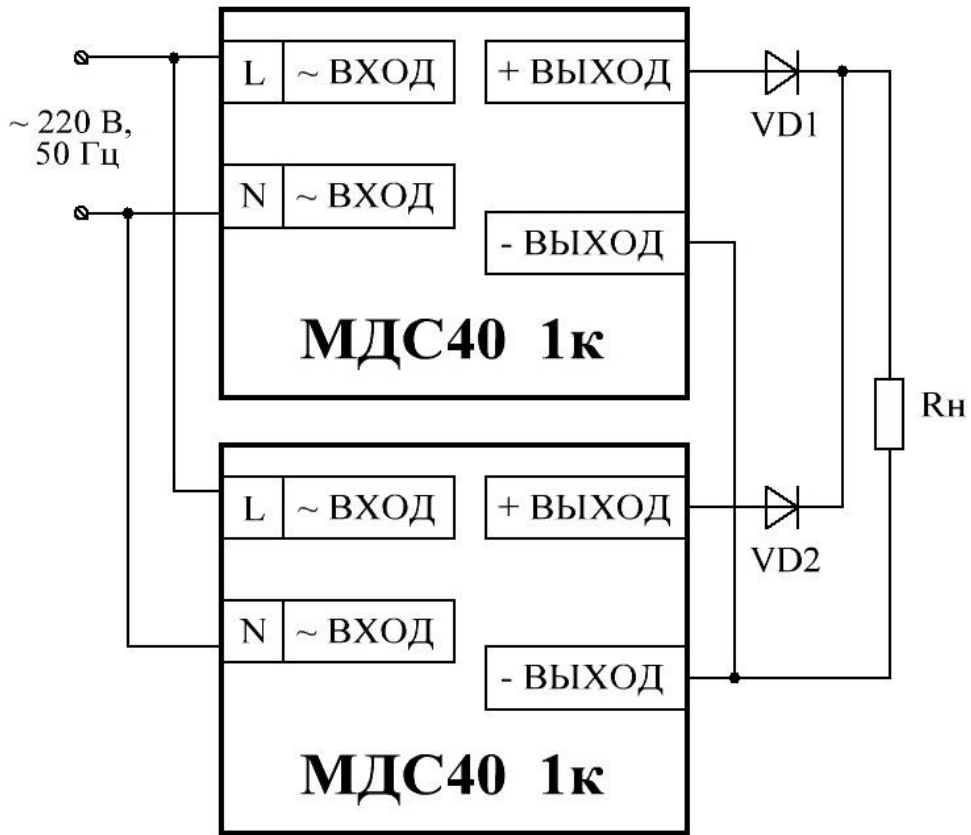 L ~ ВХОД + ВЫХОД
VD1
~ 220 В,
50 Гц
N ~ ВХОД
- ВЫХОД
МДС40 1к
Rн
L ~ ВХОД + ВЫХОД
VD2
N ~ ВХОД
- ВЫХОД
МДС40 1к